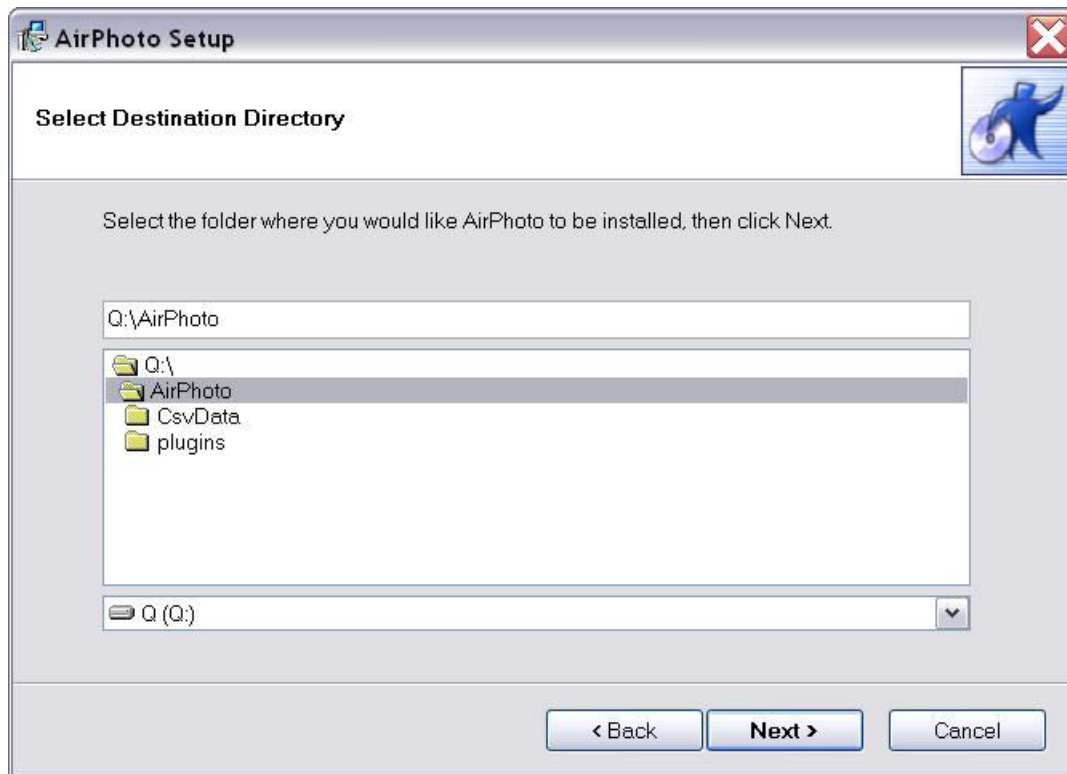 AirPhoto Setup
Select Destination Directory
Select the folder where you would like AirPhoto to be installed, then click Next.
Q:\AirPhoto
Q:\
AirPhoto
CsvData
plugins
Q (Q:)
< Back Next > Cancel